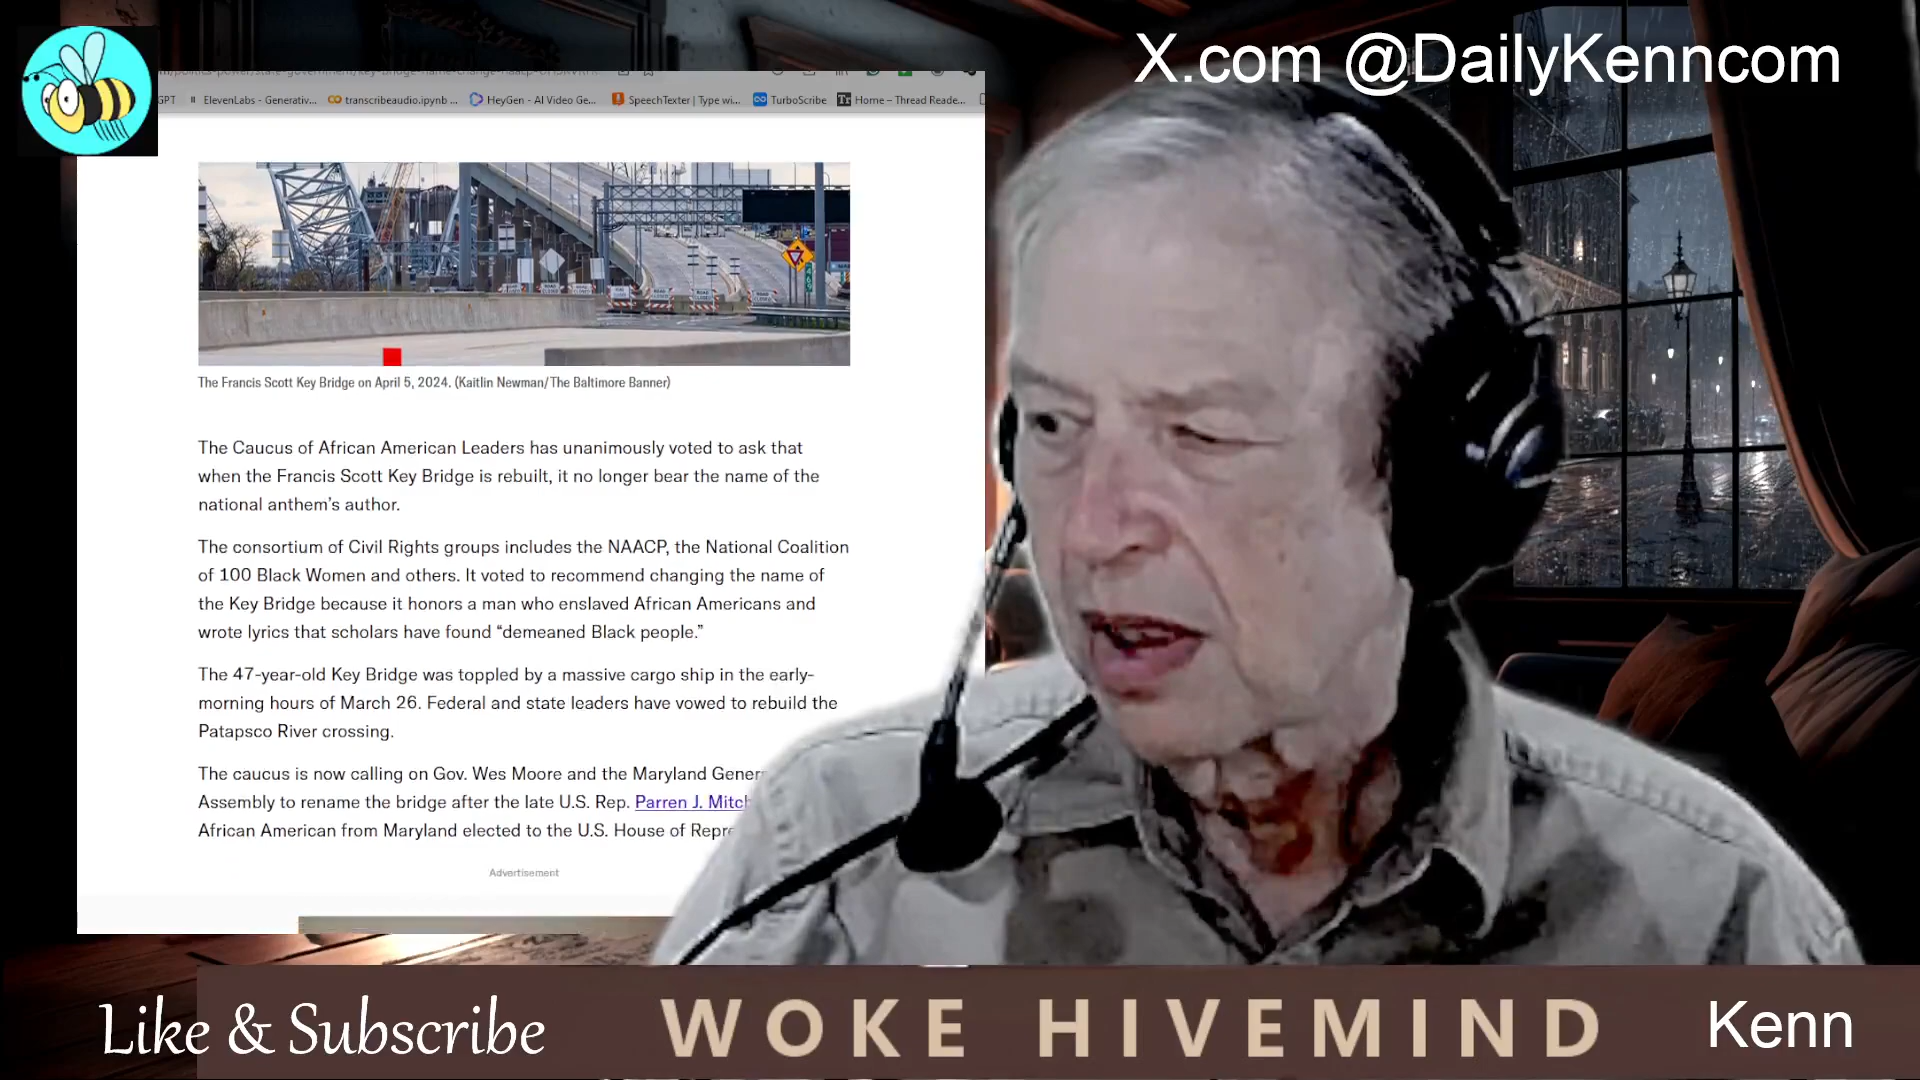 X.com @DailyKenncom
GPT ElevenLabs - Generativ... transcribeaudio.ipynb ... HeyGen - AI Video Ge... SpeechTexter | Type wi... TurboScribe Home – Thread Reade...
The Francis Scott Key Bridge on April 5, 2024. (Kaitlin Newman/The Baltimore Banner)
The Caucus of African American Leaders has unanimously voted to ask that
when the Francis Scott Key Bridge is rebuilt, it no longer bear the name of the
national anthem’s author.
The consortium of Civil Rights groups includes the NAACP, the National Coalition
of 100 Black Women and others. It voted to recommend changing the name of
the Key Bridge because it honors a man who enslaved African Americans and
wrote lyrics that scholars have found “demeaned Black people.”
The 47-year-old Key Bridge was toppled by a massive cargo ship in the early-
morning hours of March 26. Federal and state leaders have vowed to rebuild the
Patapsco River crossing.
The caucus is now calling on Gov. Wes Moore and the Maryland Gener
Assembly to rename the bridge after the late U.S. Rep. Parren J. Mitch
African American from Maryland elected to the U.S. House of Repre
Advertisement
Like & Subscribe
WOKE HIVEMIND
Kenn